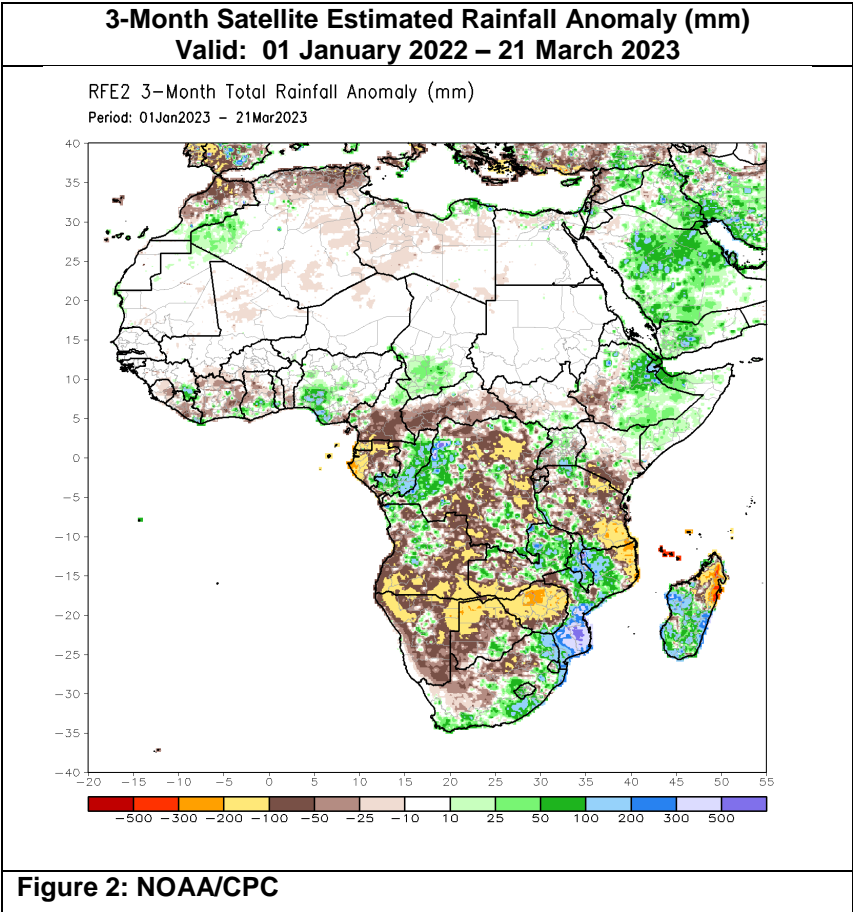 3-Month Satellite Estimated Rainfall Anomaly (mm)
Valid:  01 January 2022 – 21 March 2023
RFE2 3-Month Total Rainfall Anomaly (mm)
Period: 01Jan2023 - 21Mar2023
40
35
30
25
20
15
10
5
0
-5
-10
-15
-20
-25
-30
-35
-40
-20 -15 -10 -5 0 5 10 15 20 25 30 35 40 45 50 55
-500 -300 -200 -100 -50 -25 -10 10 25 50 100 200 300 500
Figure 2: NOAA/CPC